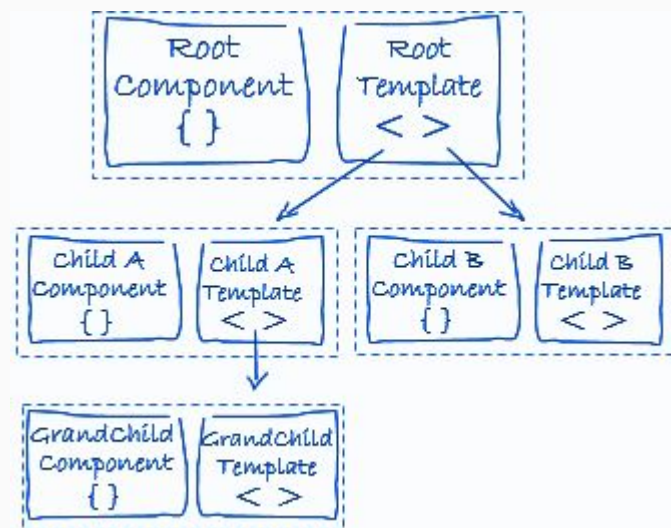 Root
Component
{ }
Root
Template
< >
Child A
Component
{ }
Child A
Template
< >
Child B
Component
{ }
Child B
Template
< >
GrandChild
Component
{ }
GrandChild
Template
< >